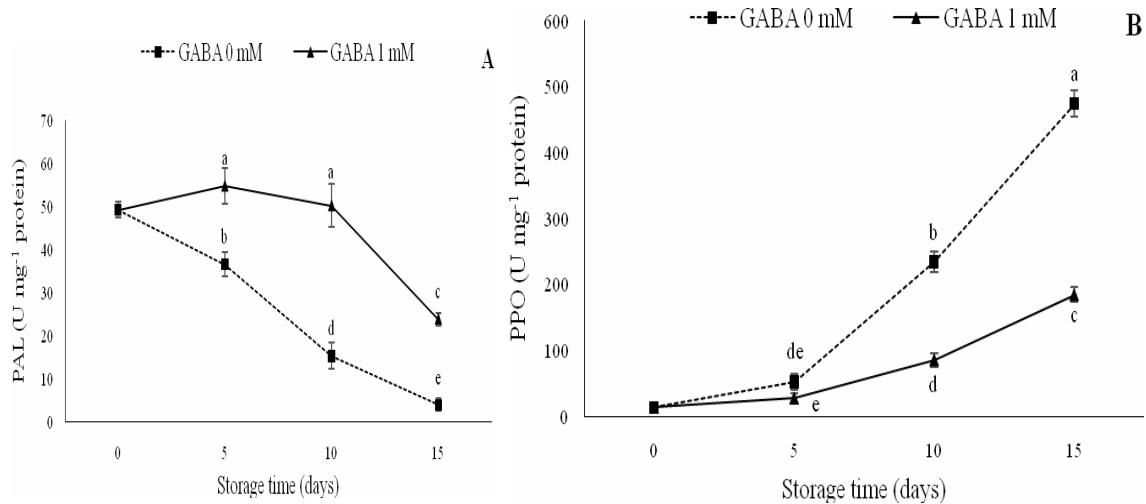 GABA 0 mM GABA 1 mM
A
70
60
50
40
30
20
10
0
PAL (U mg⁻¹ protein)
a
a
b
c
d
e
0 5 10 15
Storage time (days)
GABA 0 mM GABA 1 mM
B
600
500
400
300
200
100
0
PPO (U mg⁻¹ protein)
a
b
c
de
d
e
0 5 10 15
Storage time (days)